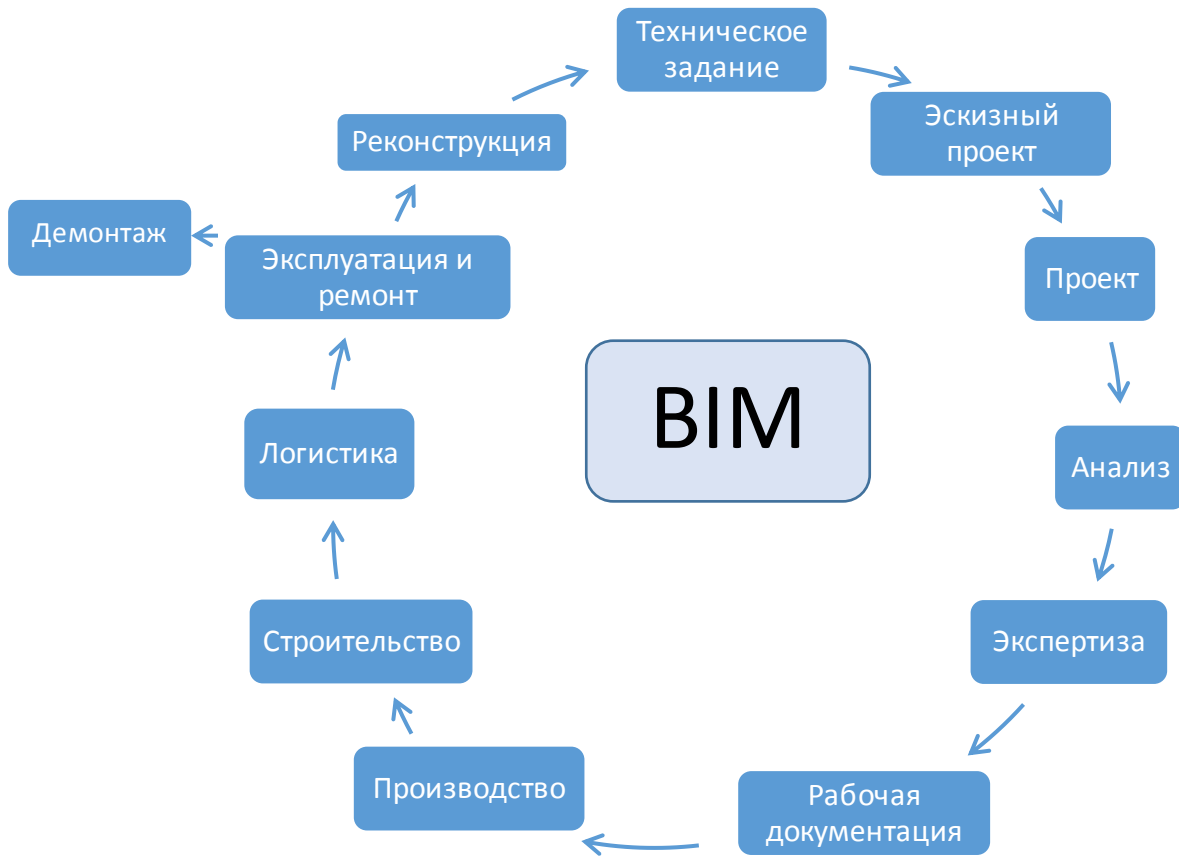 Техническое
задание
Эскизный
проект
Проект
Анализ
Экспертиза
Рабочая
документация
Производство
Строительство
Логистика
Эксплуатация и
ремонт
Демонтаж
Реконструкция
BIM